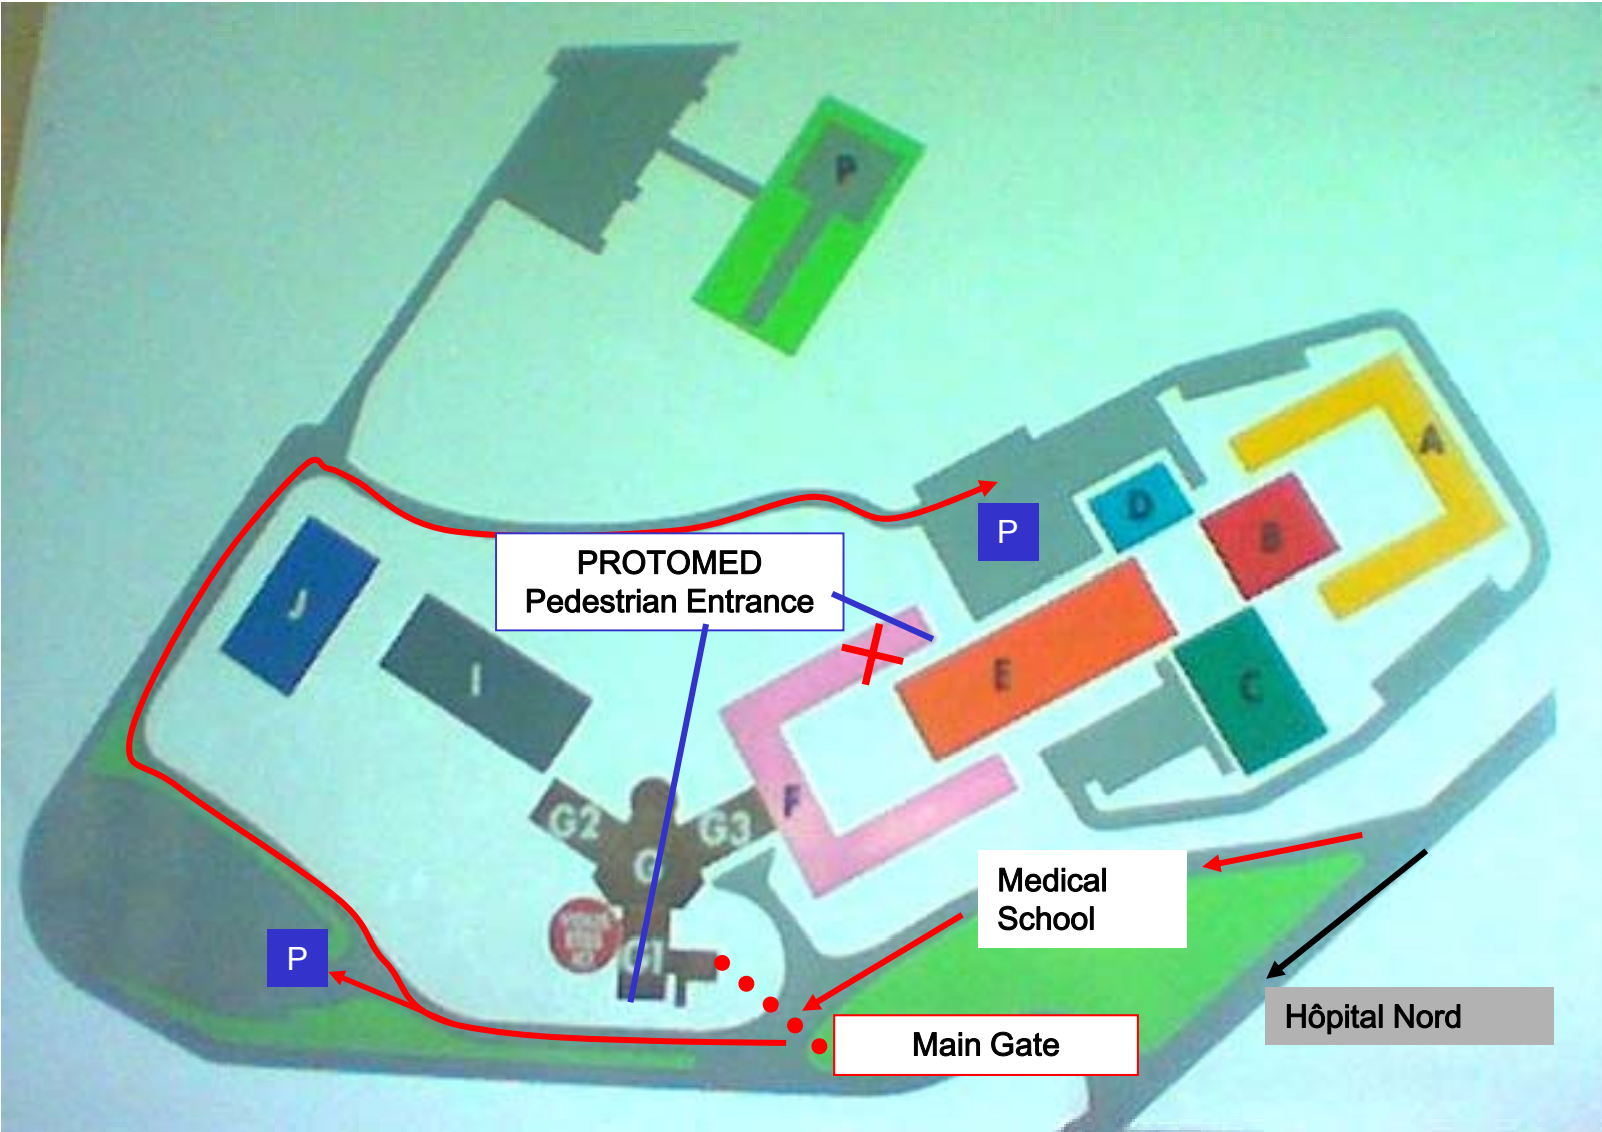 P
A
D
P
B
PROTOMED
Pedestrian Entrance
J
I
E
C
F
G2
G3
G
G1
Medical
School
P
Hôpital Nord
Main Gate